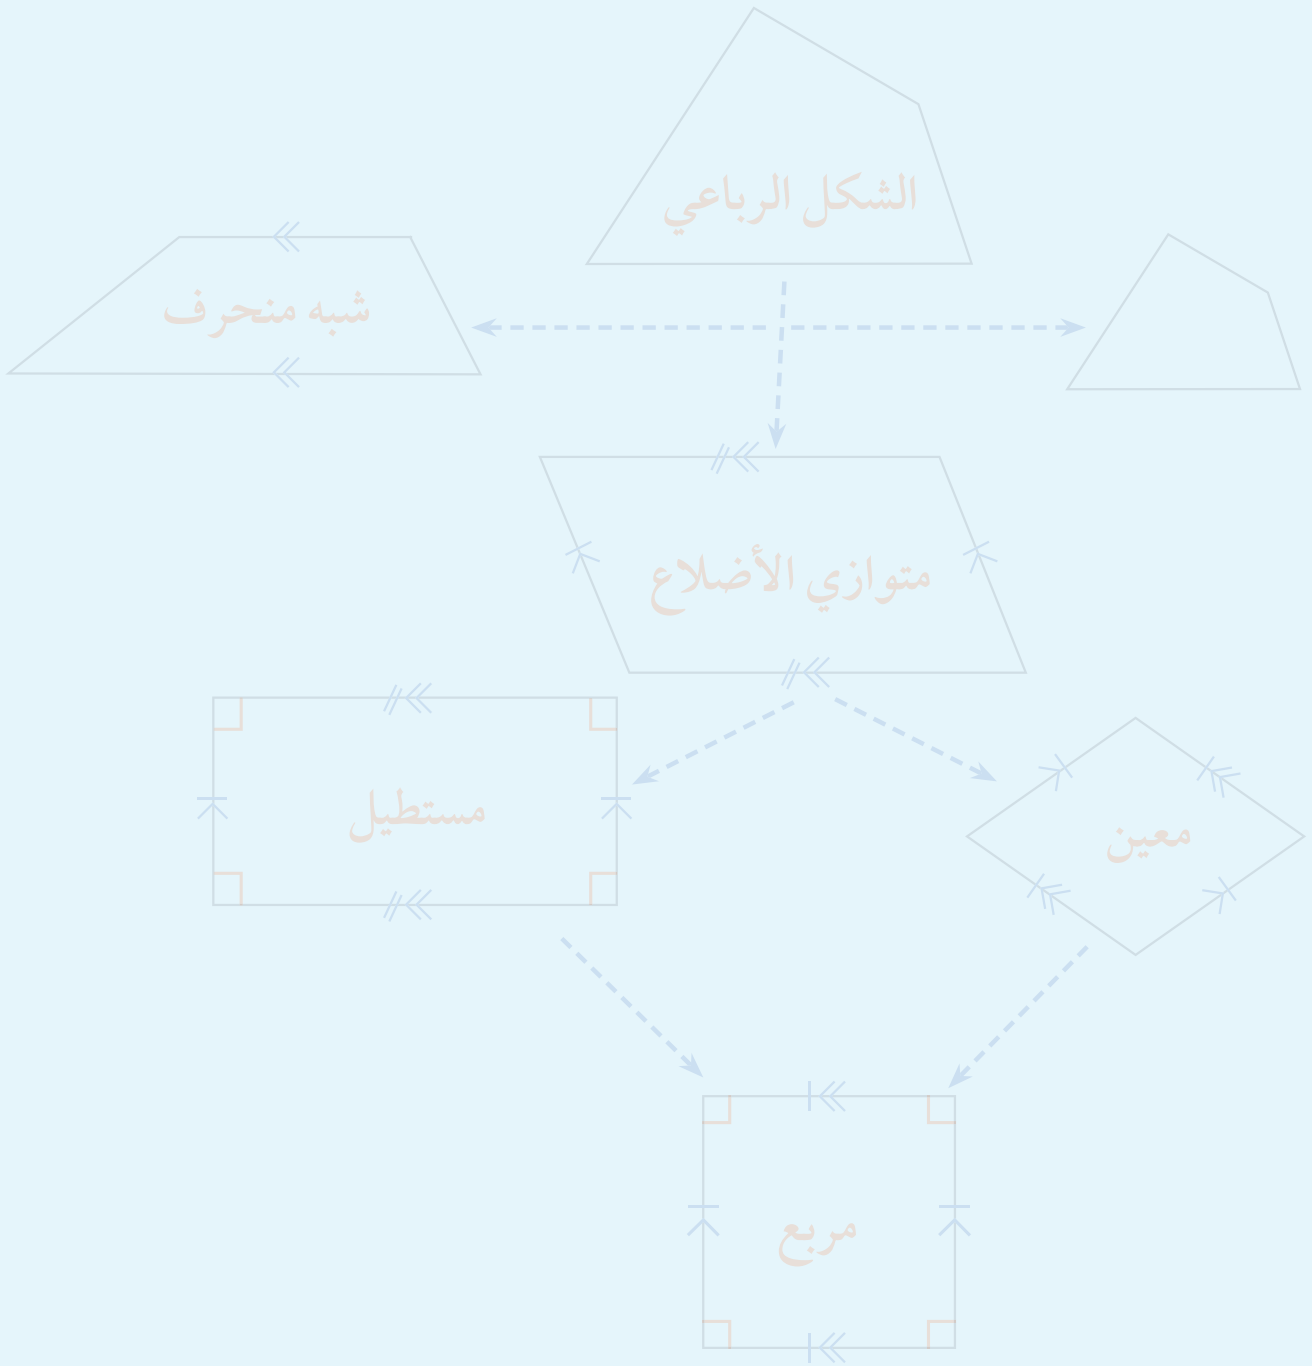 الشكل الرباعي
شبه منحرف
متوازي الأضلاع
مستطيل
معين
مربع